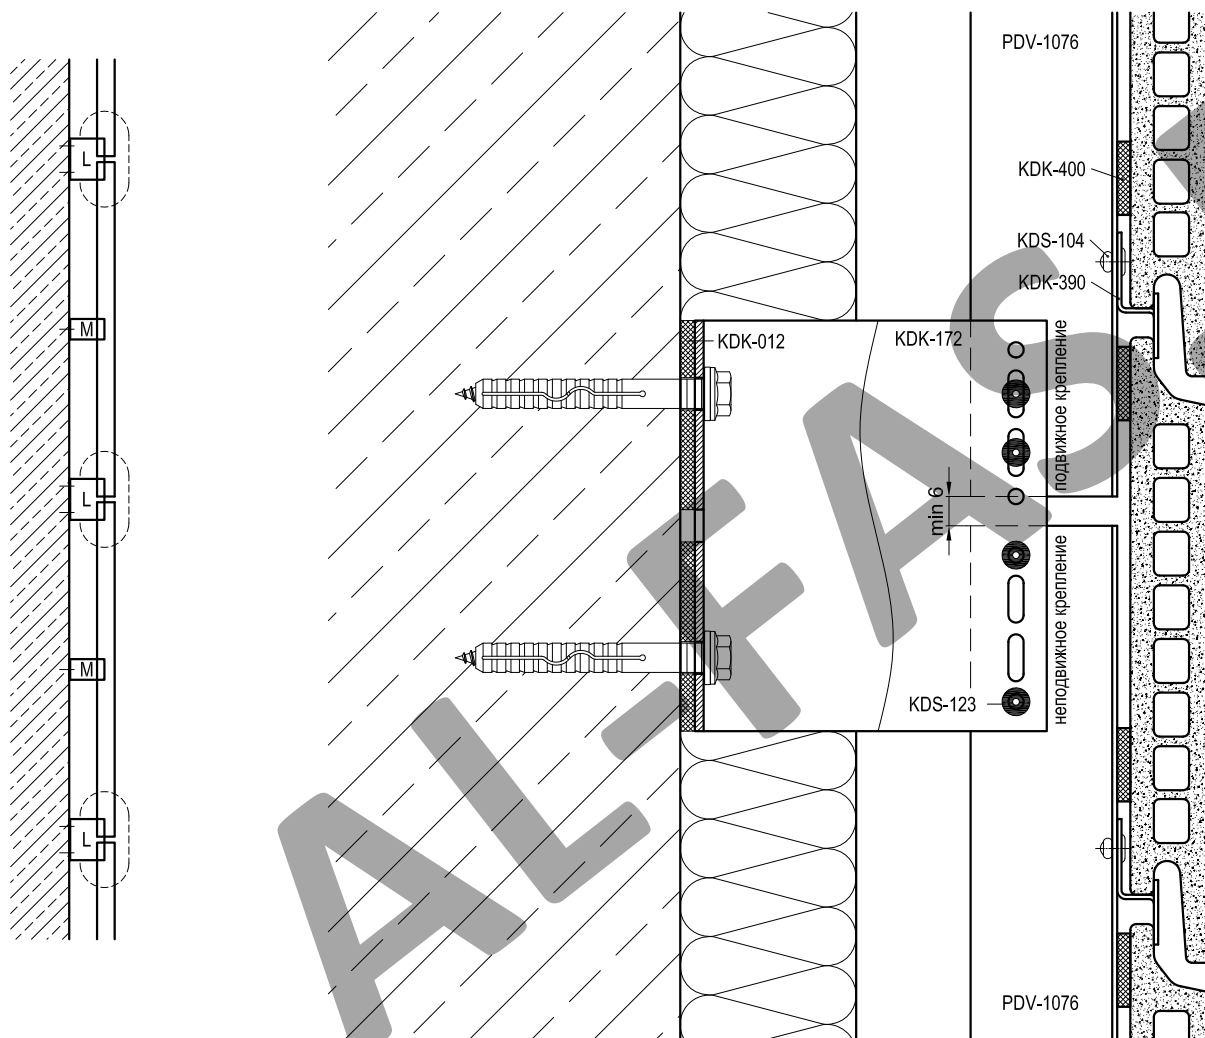 PDV-1076
KDK-400
KDS-104
KDK-390
KDK-012
KDK-172
подвижное крепление
min 6
неподвижное крепление
KDS-123
PDV-1076
L
M
L
M
L
AL-FAS